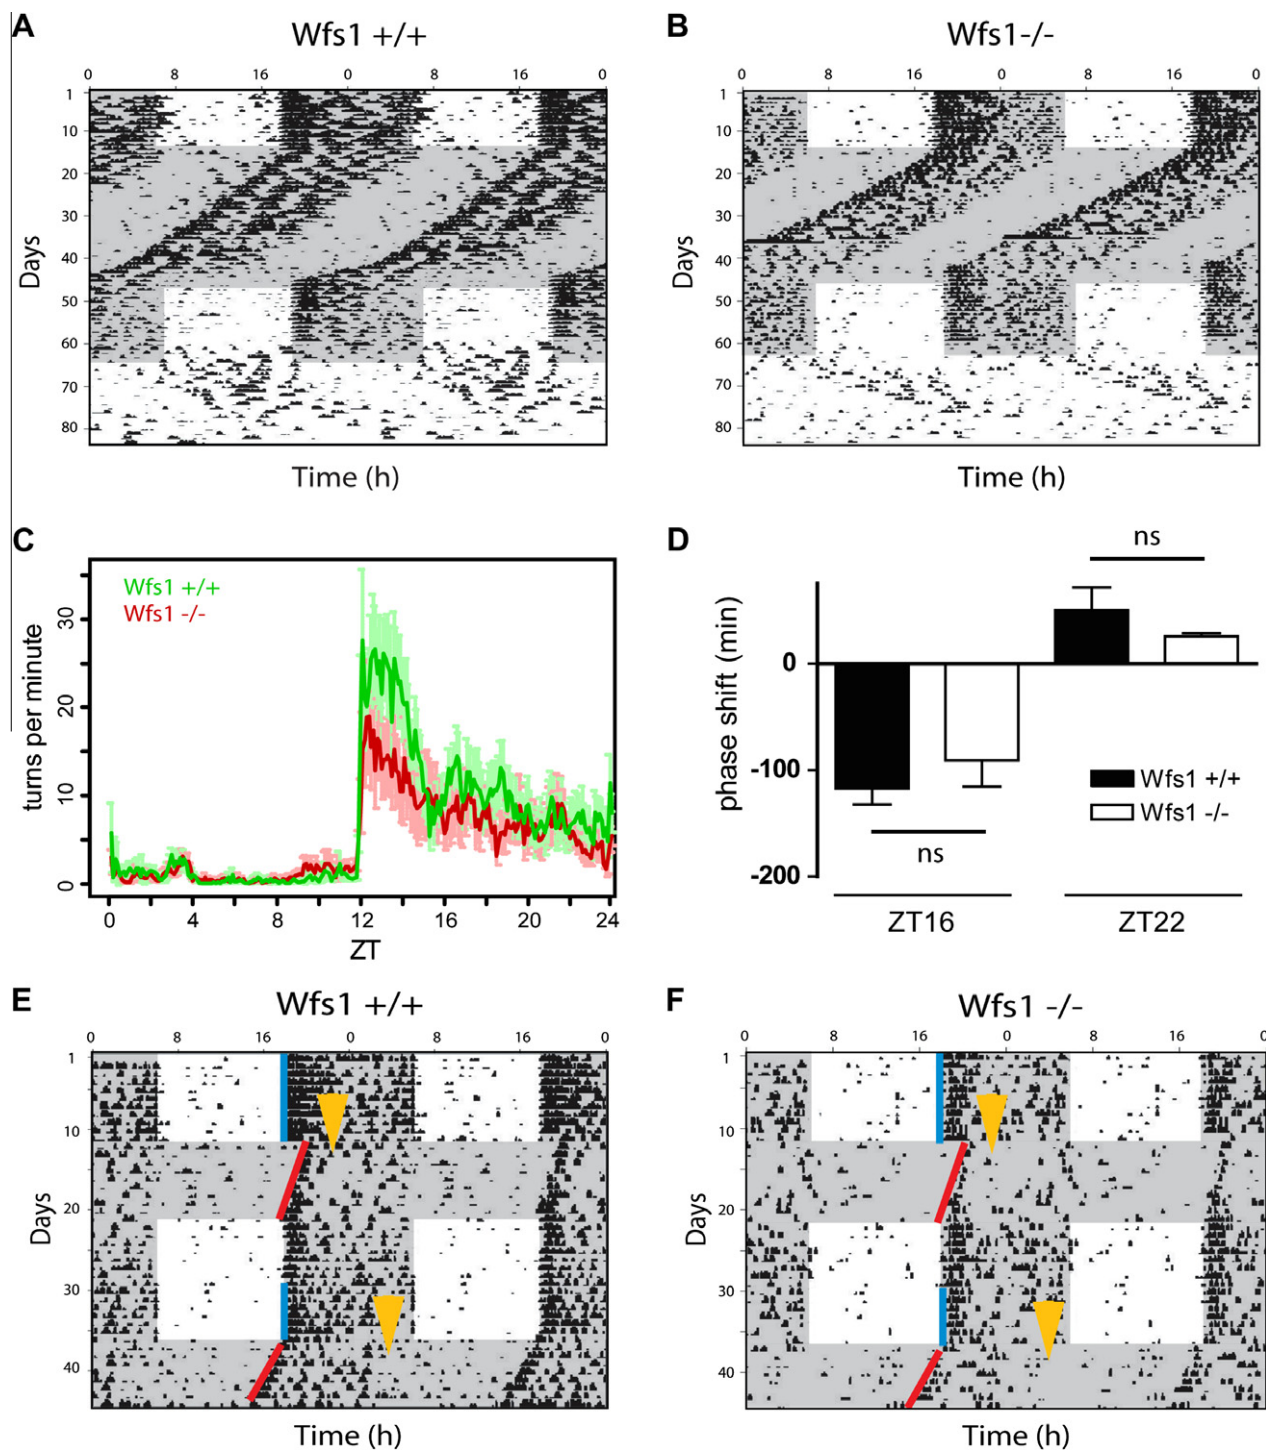 A
Wfs1 +/+
0 8 16 0 8 16 0
1
10
20
30
40
50
60
70
80
Days
Time (h)
B
Wfs1-/-
0 8 16 0 8 16 0
1
10
20
30
40
50
60
70
80
Days
Time (h)
C
Wfs1 +/+
Wfs1 -/-
turns per minute
30
20
10
0
0 4 8 12 16 20 24
ZT
D
ns
phase shift (min)
0
-100
-200
Wfs1 +/+
Wfs1 -/-
ns
ZT16 ZT22
E
Wfs1 +/+
0 8 16 0 8 16 0
1
10
20
30
40
Days
Time (h)
F
Wfs1 -/-
0 8 16 0 8 16 0
1
10
20
30
40
Days
Time (h)